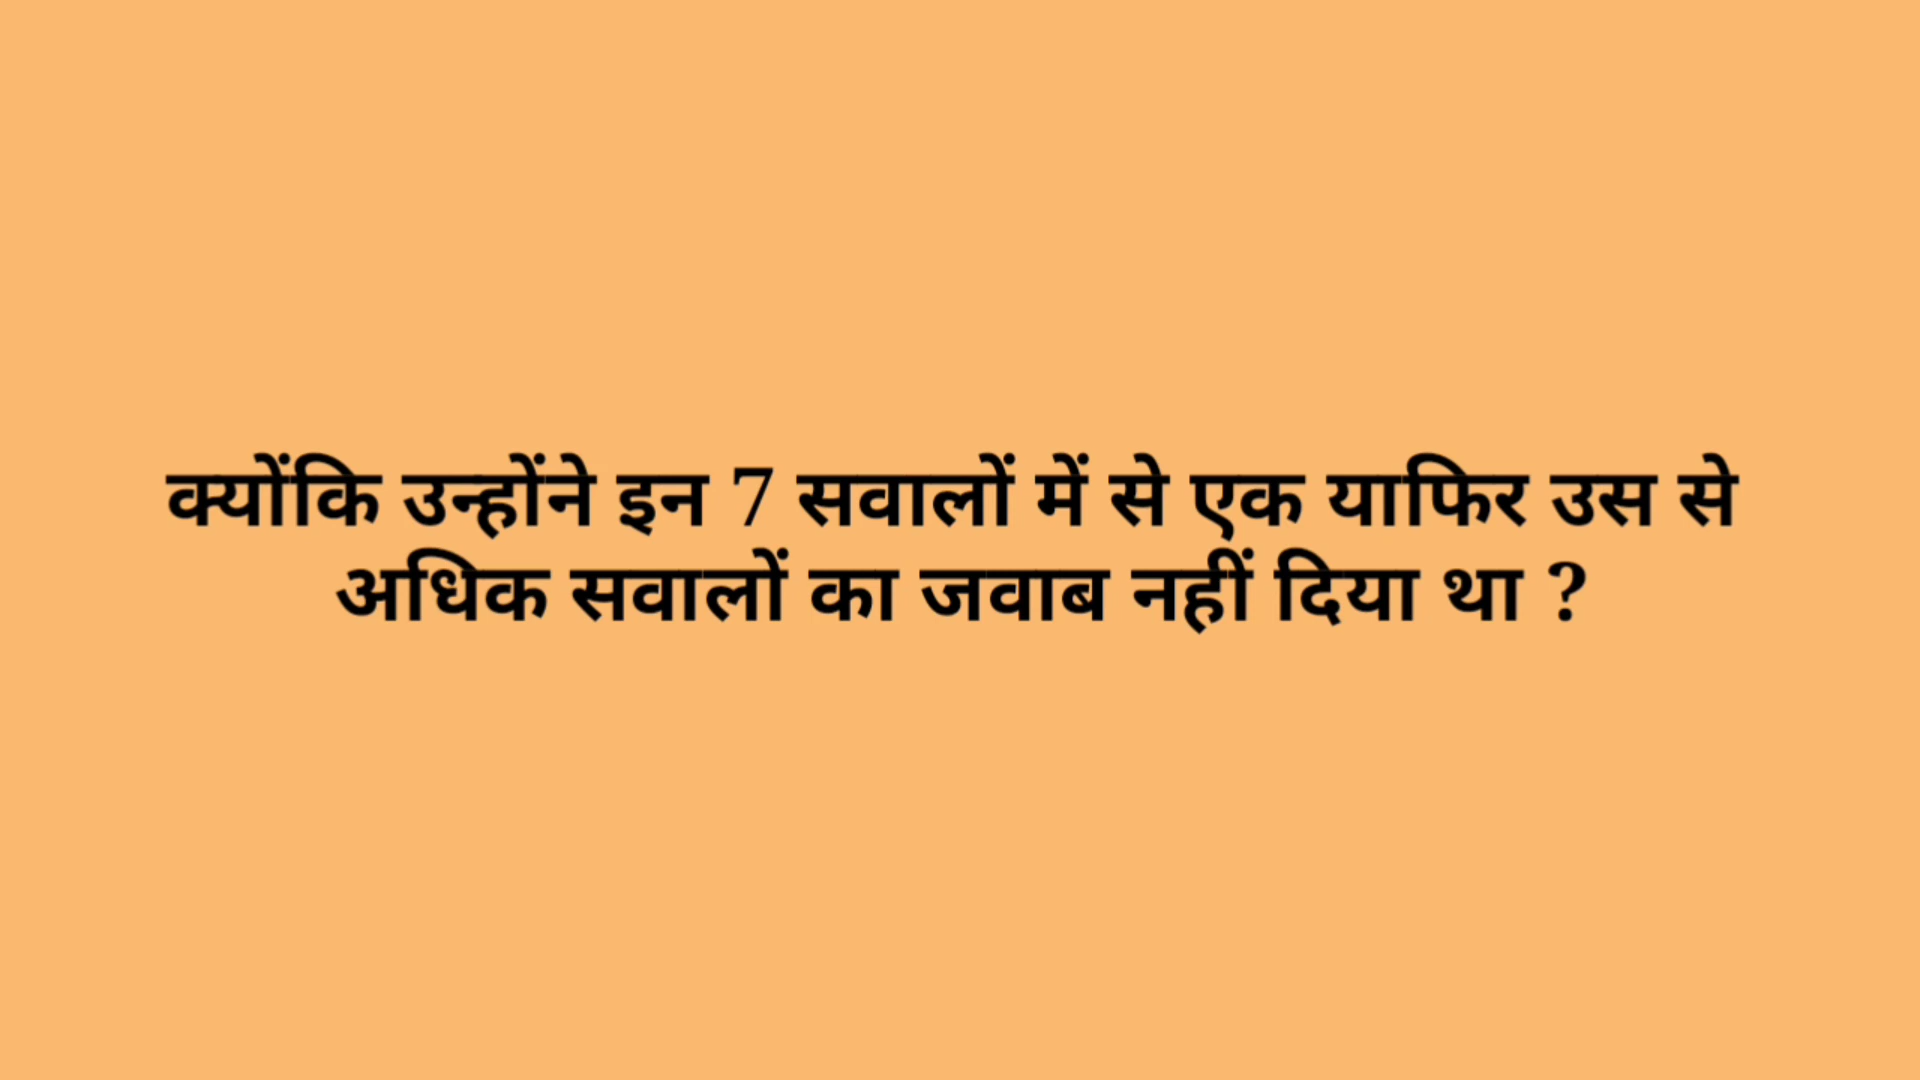 क्योंकि उन्होंने इन 7 सवालों में से एक याफिर उस से
अधिक सवालों का जवाब नहीं दिया था ?